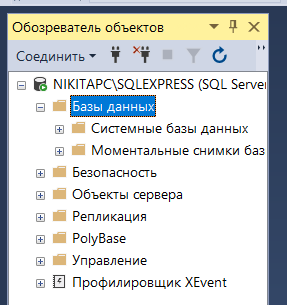 Обозреватель объектов
Соединить
NIKITAPC\SQLEXPRESS (SQL Server
Базы данных
Системные базы данных
Моментальные снимки баз
Безопасность
Объекты сервера
Репликация
PolyBase
Управление
Профилировщик XEvent